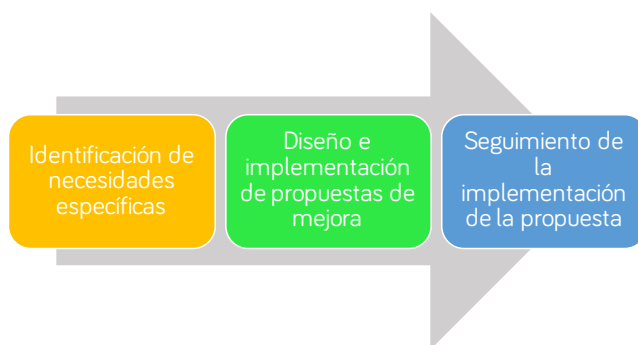 Identificación de
necesidades
específicas
Diseño e
implementación
de propuestas de
mejora
Seguimiento de
la
implementación
de la propuesta